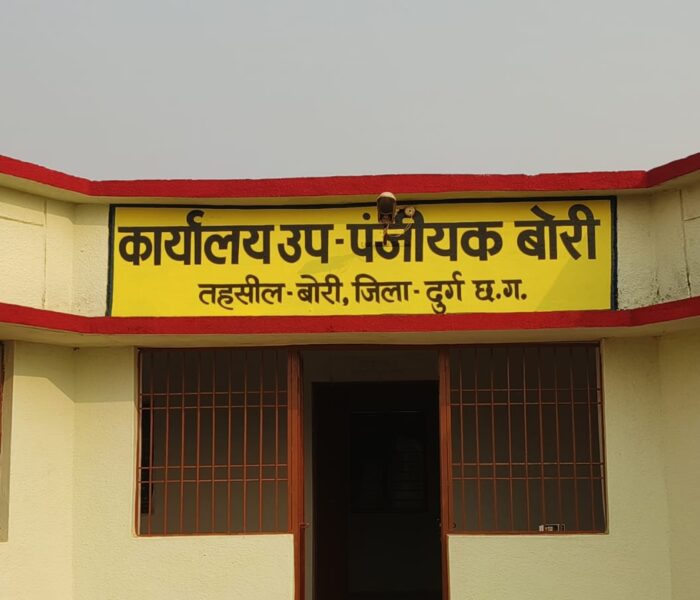 कार्यालय उप-पंजीयक बोरी
तहसील-बोरी, जिला-दुर्ग छ.ग.